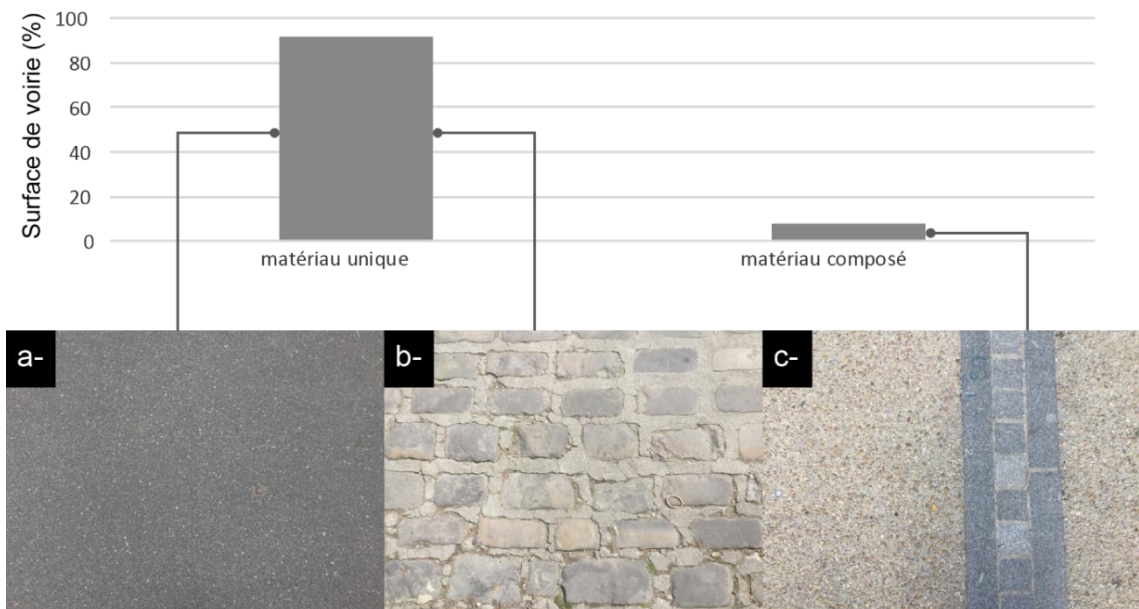 Surface de voirie (%)
100
80
60
40
20
0
matériau unique
matériau composé
a-
b-
c-